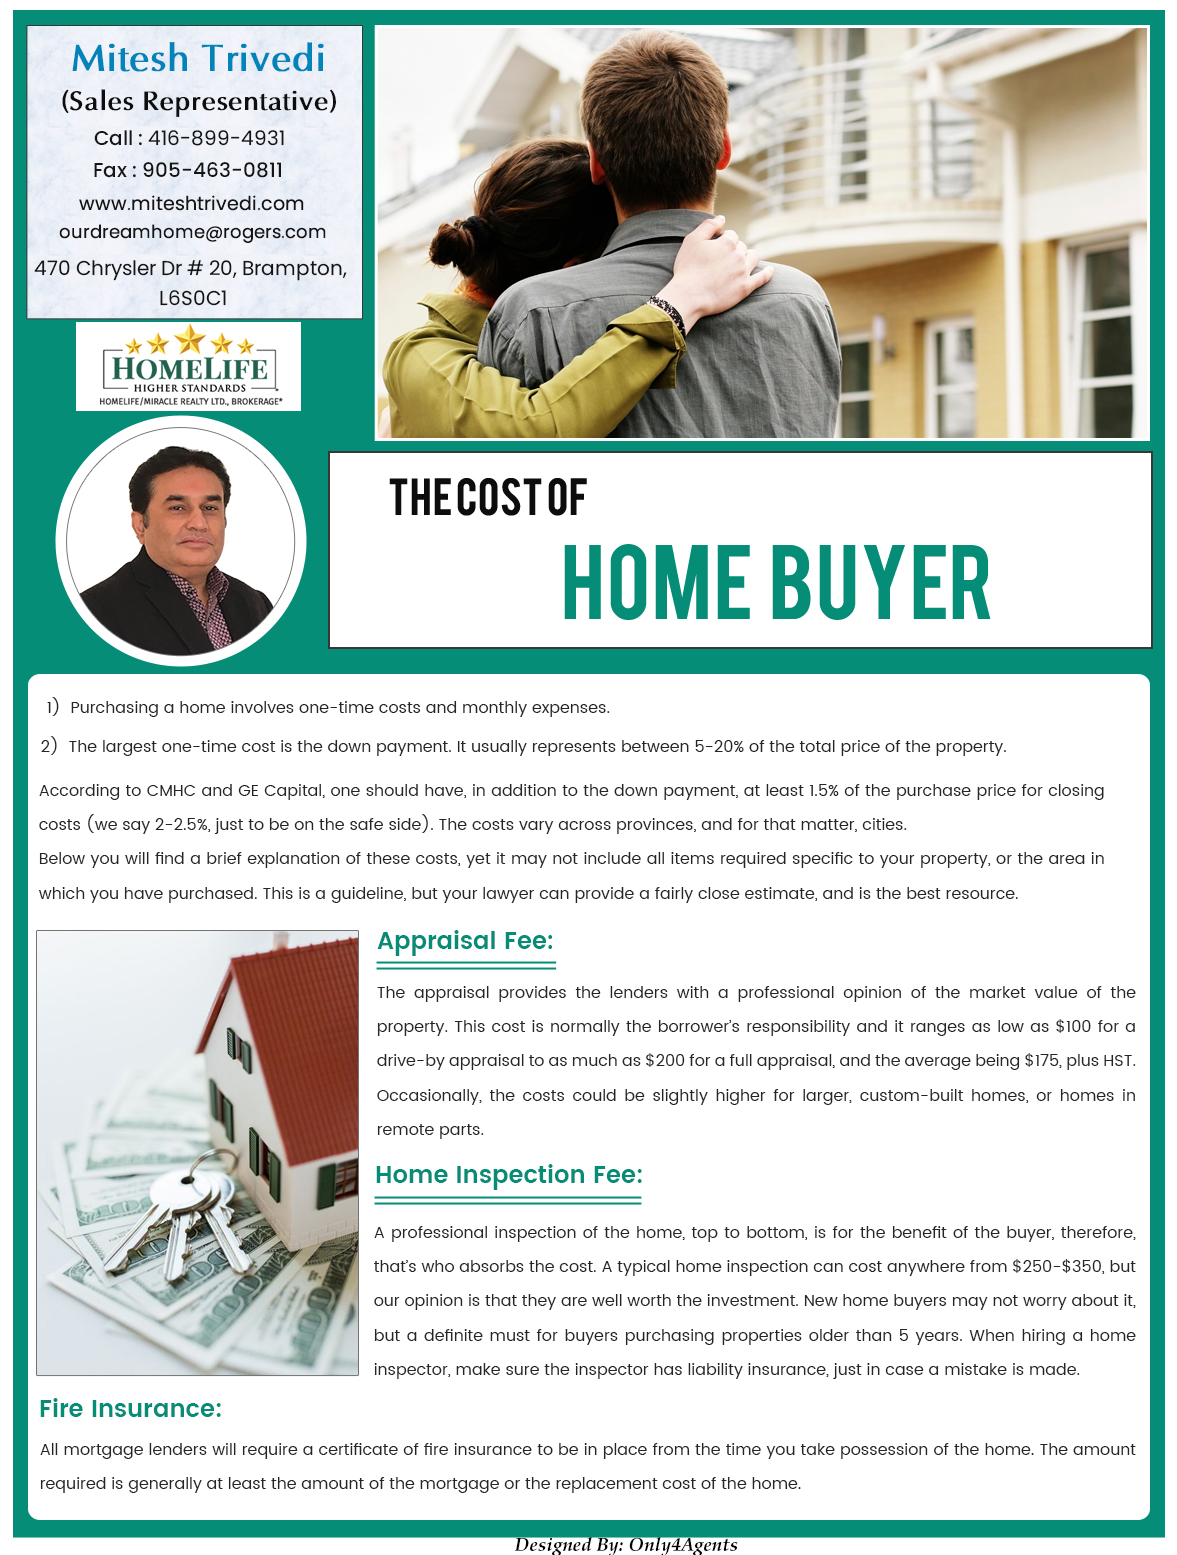 Mitesh Trivedi
(Sales Representative)
Call : 416-899-4931
Fax : 905-463-0811
www.miteshtrivedi.com
ourdreamhome@rogers.com
470 Chrysler Dr # 20, Brampton,
L6S0C1
HOMELIFE
HIGHER STANDARDS
HOMELIFE/MIRACLE REALTY LTD., BROKERAGE*
THE COST OF
HOME BUYER
1) Purchasing a home involves one-time costs and monthly expenses.
2) The largest one-time cost is the down payment. It usually represents between 5-20% of the total price of the property.
According to CMHC and GE Capital, one should have, in addition to the down payment, at least 1.5% of the purchase price for closing
costs (we say 2-2.5%, just to be on the safe side). The costs vary across provinces, and for that matter, cities.
Below you will find a brief explanation of these costs, yet it may not include all items required specific to your property, or the area in
which you have purchased. This is a guideline, but your lawyer can provide a fairly close estimate, and is the best resource.
Appraisal Fee:
The appraisal provides the lenders with a professional opinion of the market value of the
property. This cost is normally the borrower's responsibility and it ranges as low as $100 for a
drive-by appraisal to as much as $200 for a full appraisal, and the average being $175, plus HST.
Occasionally, the costs could be slightly higher for larger, custom-built homes, or homes in
remote parts.
Home Inspection Fee:
A professional inspection of the home, top to bottom, is for the benefit of the buyer, therefore,
that's who absorbs the cost. A typical home inspection can cost anywhere from $250-$350, but
our opinion is that they are well worth the investment. New home buyers may not worry about it,
but a definite must for buyers purchasing properties older than 5 years. When hiring a home
inspector, make sure the inspector has liability insurance, just in case a mistake is made.
Fire Insurance:
All mortgage lenders will require a certificate of fire insurance to be in place from the time you take possession of the home. The amount
required is generally at least the amount of the mortgage or the replacement cost of the home.
Designed By: Only4Agents